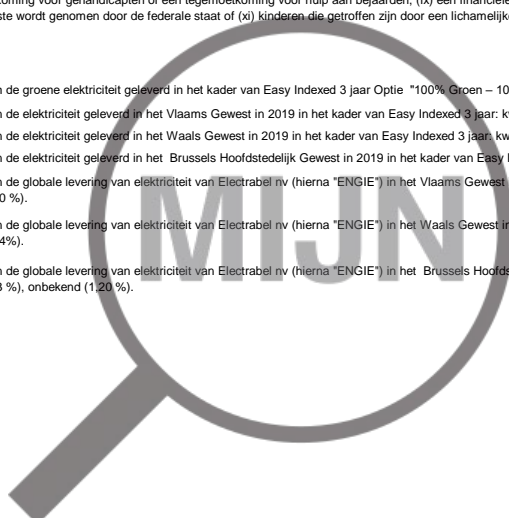 koming voor gehandicapten of een tegemoetkoming voor hulp aan bejaarden, (ix) een financiële
ste wordt genomen door de federale staat of (xi) kinderen die getroffen zijn door een lichamelijke
n de groene elektriciteit geleverd in het kader van Easy Indexed 3 jaar Optie "100% Groen – 10
n de elektriciteit geleverd in het Vlaams Gewest in 2019 in het kader van Easy Indexed 3 jaar: kw
n de elektriciteit geleverd in het Waals Gewest in 2019 in het kader van Easy Indexed 3 jaar: kw
n de elektriciteit geleverd in het Brussels Hoofdstedelijk Gewest in 2019 in het kader van Easy I
n de globale levering van elektriciteit van Electrabel nv (hierna "ENGIE") in het Vlaams Gewest
0 %).
n de globale levering van elektriciteit van Electrabel nv (hierna "ENGIE") in het Waals Gewest in
4%).
n de globale levering van elektriciteit van Electrabel nv (hierna "ENGIE") in het Brussels Hoofds
3 %), onbekend (1,20 %).
MIJN